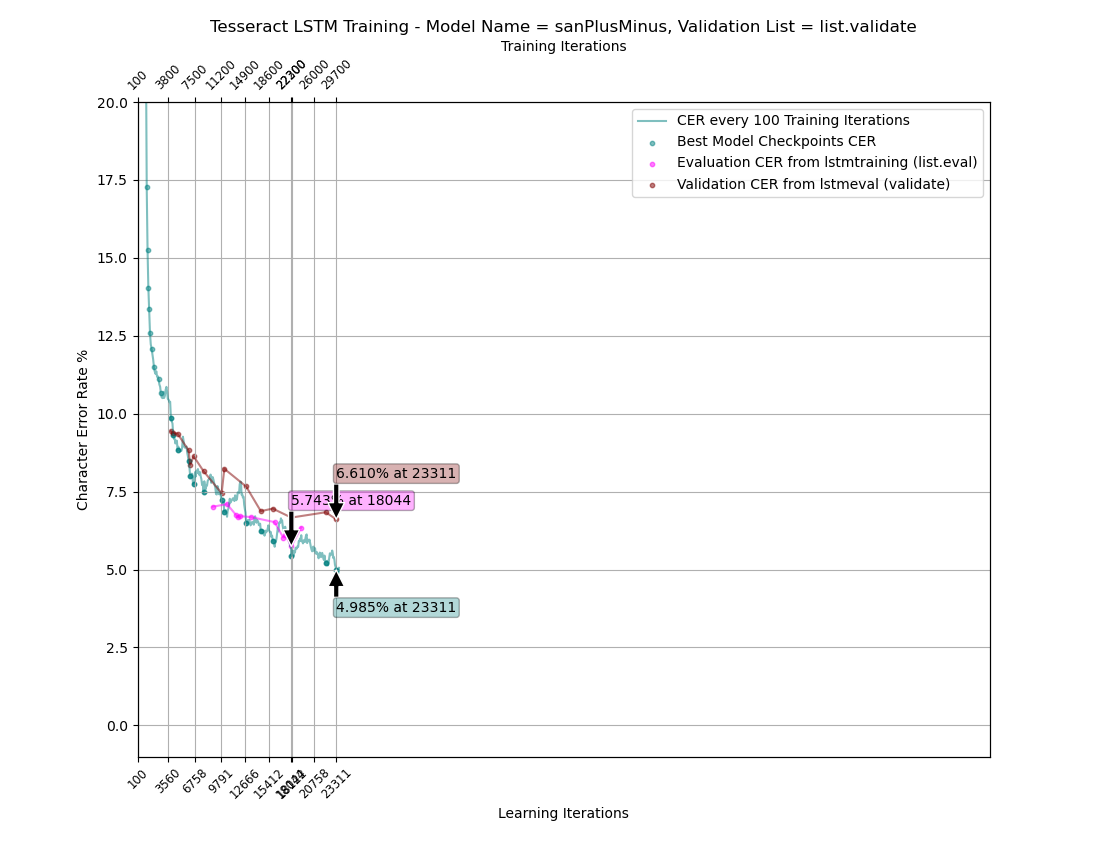 Tesseract LSTM Training - Model Name = sanPlusMinus, Validation List = list.validate
Training Iterations
100 3800 7500 11200 14900 18600 22300 26000 29700
20.0
17.5
15.0
12.5
10.0
7.5
5.0
2.5
0.0
Character Error Rate %
CER every 100 Training Iterations
Best Model Checkpoints CER
Evaluation CER from lstmtraining (list.eval)
Validation CER from lstmeval (validate)
6.610% at 23311
5.743% at 18044
4.985% at 23311
100 3560 6758 9791 12666 15412 20758 23311
Learning Iterations